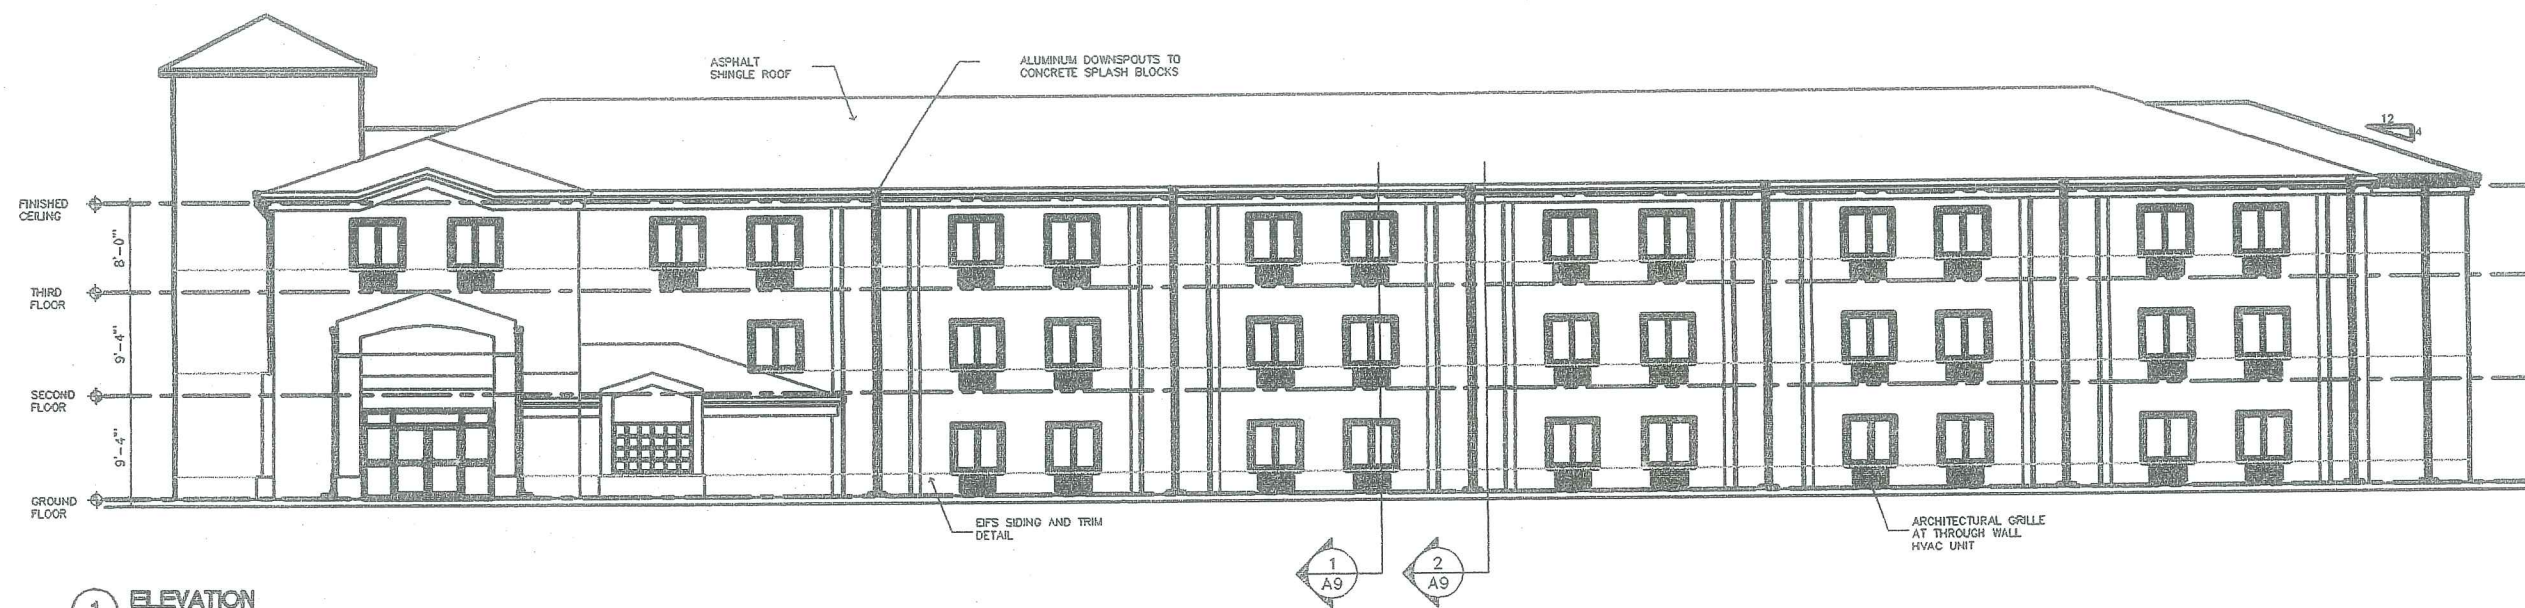 ASPHALT
SHINGLE ROOF
ALUMINUM DOWNSPOUTS TO
CONCRETE SPLASH BLOCKS
12
4
FINISHED
CEILING
8'-0"
THIRD
FLOOR
9'-4"
SECOND
FLOOR
9'-4"
GROUND
FLOOR
EIFS SIDING AND TRIM
DETAIL
ARCHITECTURAL GRILLE
AT THROUGH WALL
HVAC UNIT
1
A9
2
A9
1 ELEVATION